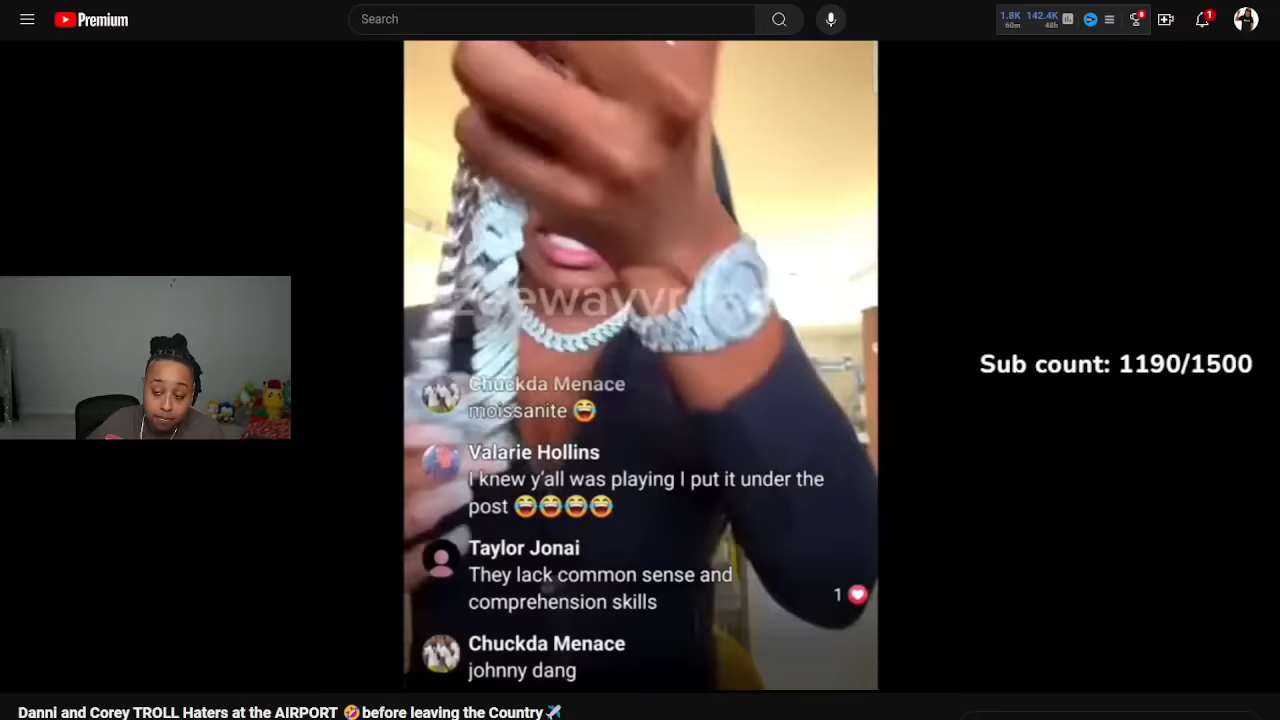 Premium
Search
1.8K 142.4K
60m 48h
8
1
Chuckda Menace
moissanite 😂
Valarie Hollins
I knew y'all was playing I put it under the
post 😂😂😂😂
Taylor Jonai
They lack common sense and
comprehension skills
1
Chuckda Menace
johnny dang
Sub count: 1190/1500
Danni and Corey TROLL Haters at the AIRPORT 🤣before leaving the Country✈️